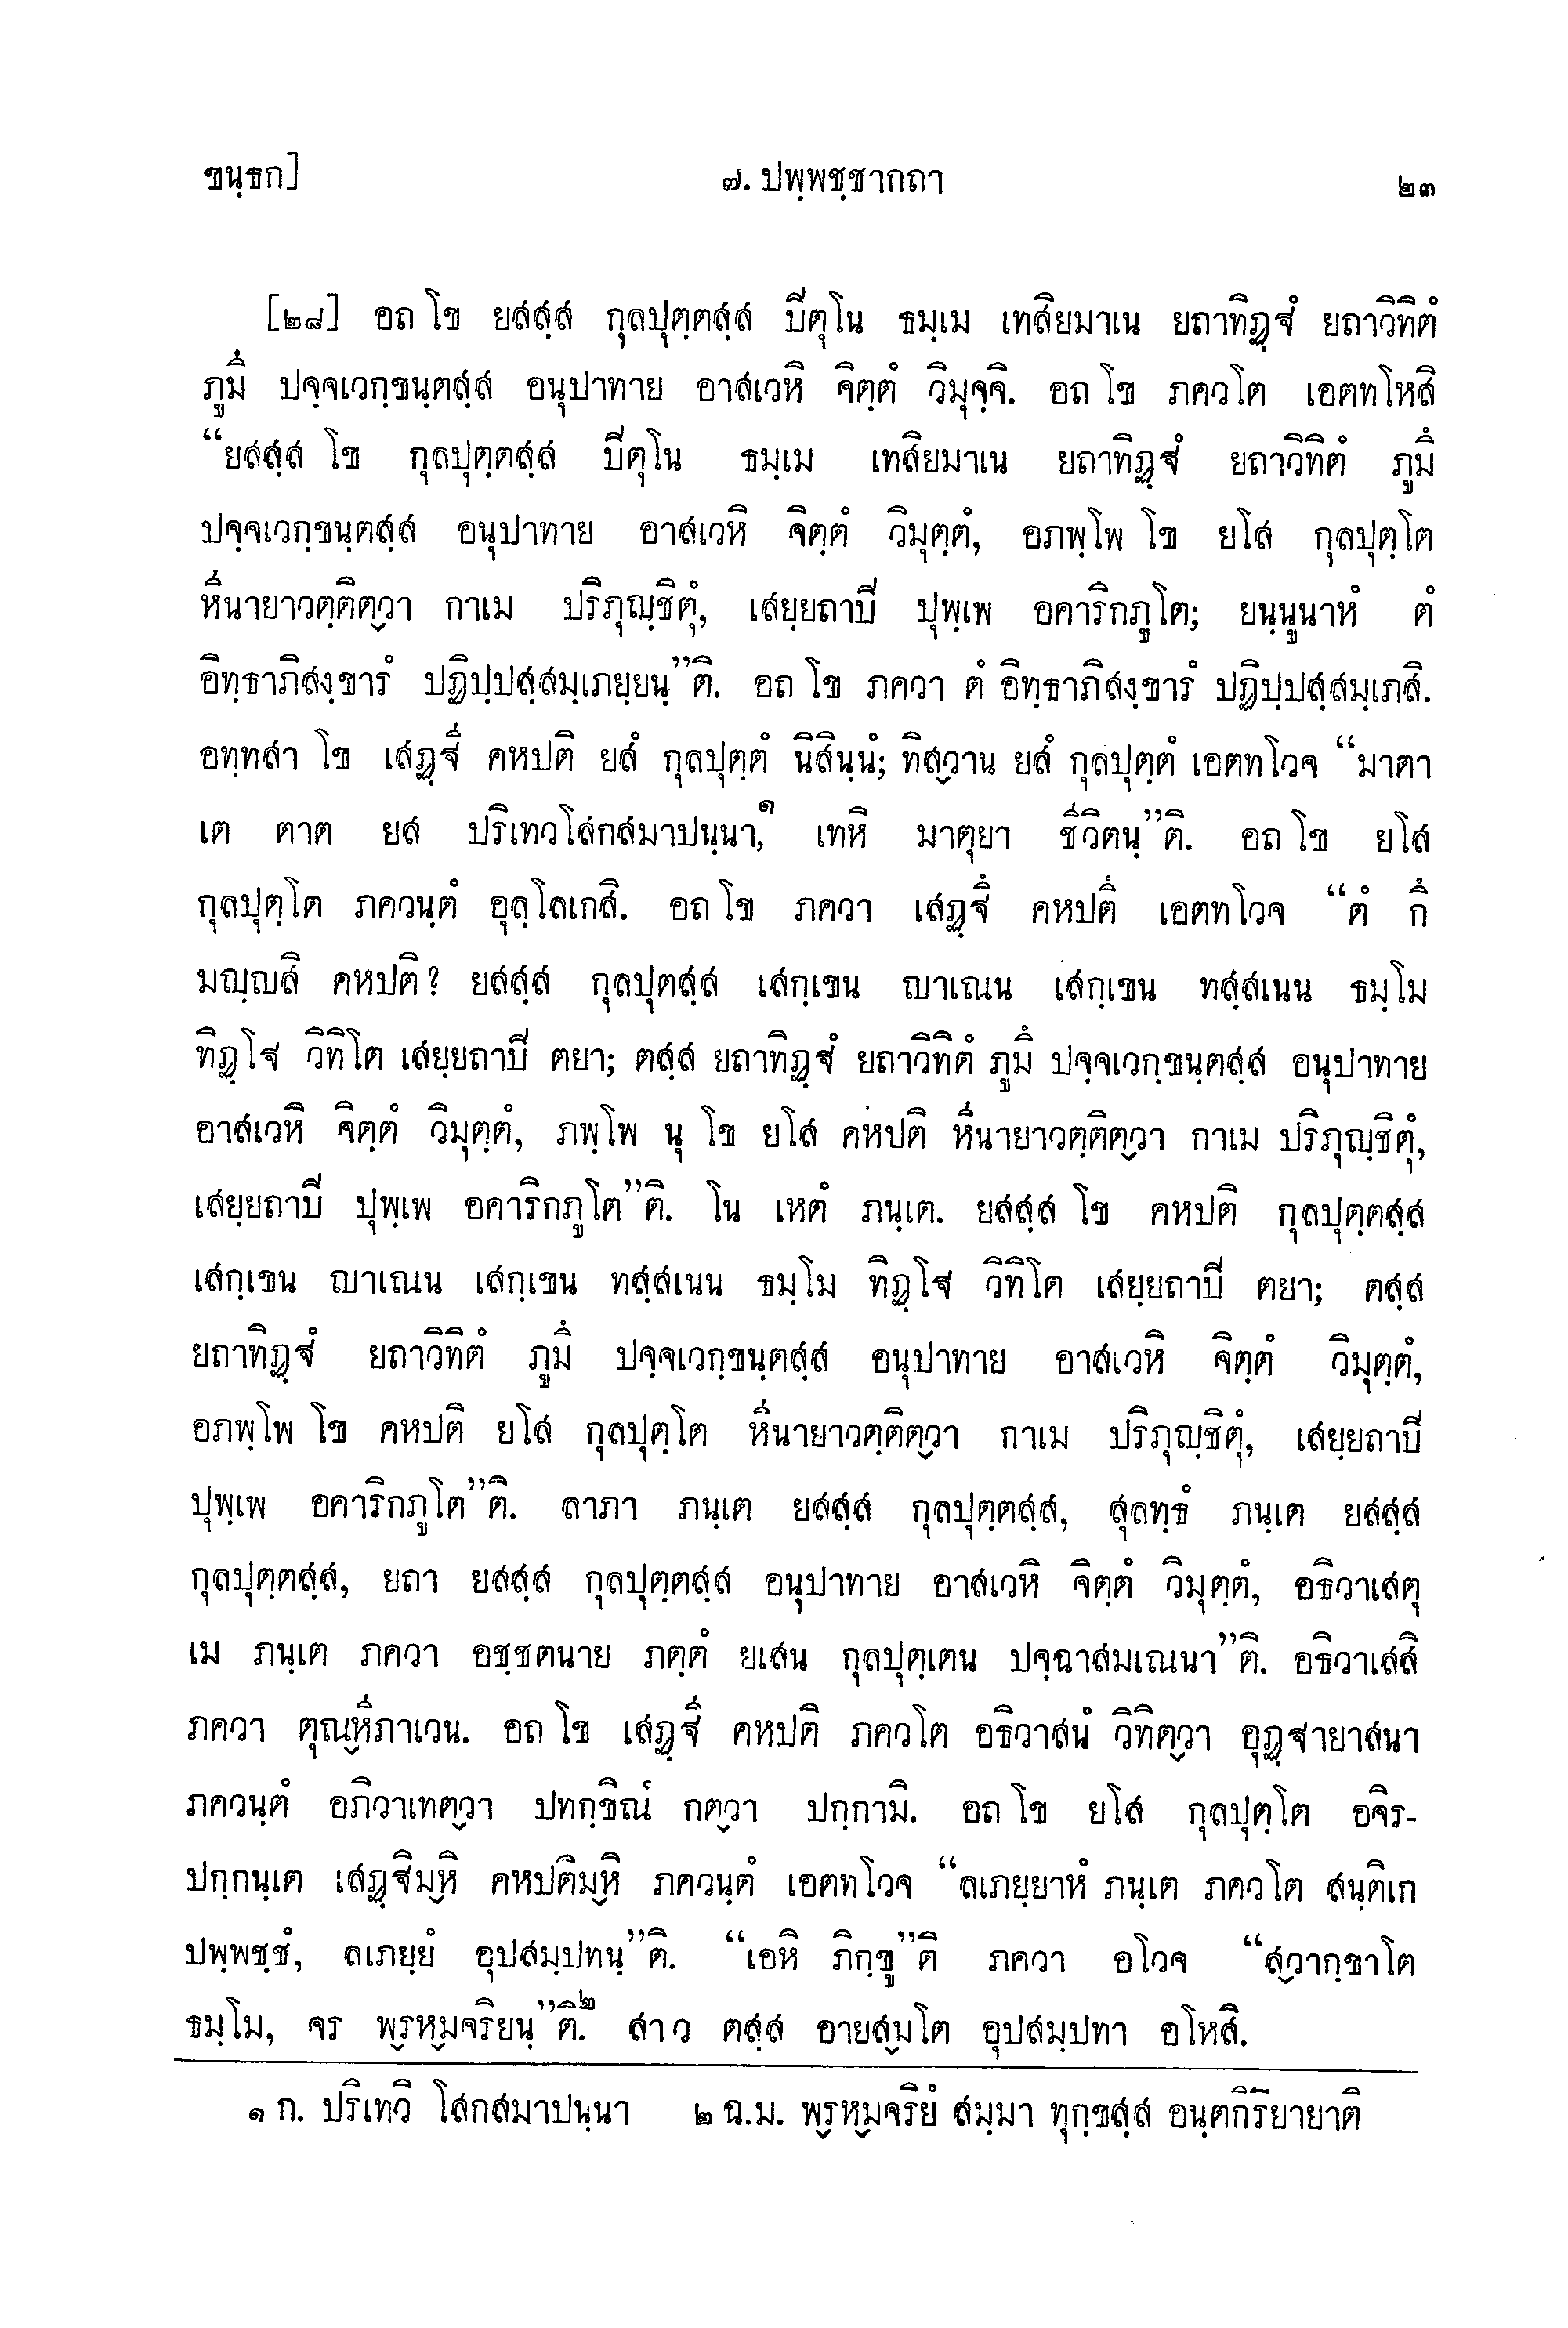 ขนฺธก] ๗. ปพฺพชฺชากถา ๒๓
[๒๘] อถ โข ยสสฺส กุลปุตฺตสฺส ปิตุโน ธมฺเม เทสิยมาเน ยถาทิฏฺฐํ ยถาวิทิตํ
ภูมึ ปจฺจเวกฺขนฺตสฺส อนุปาทาย อาสเวหิ จิตฺตํ วิมุจฺจิ. อถ โข ภควโต เอตทโหสิ
“ยสสฺส โข กุลปุตฺตสฺส ปิตุโน ธมฺเม เทสิยมาเน ยถาทิฏฺฐํ ยถาวิทิตํ ภูมึ
ปจฺจเวกฺขนฺตสฺส อนุปาทาย อาสเวหิ จิตฺตํ วิมุตฺตํ, อภพฺโพ โข ยโส กุลปุตฺโต
หีนายาวตฺติตฺวา กาเม ปริภุญฺชิตุํ, เสยฺยถาปิ ปุพฺเพ อคาริกภูโต; ยนฺนูนาหํ ตํ
อิทฺธาภิสงฺขารํ ปฏิปฺปสฺสมฺเภยฺยนฺ”ติ. อถ โข ภควา ตํ อิทฺธาภิสงฺขารํ ปฏิปฺปสฺสมฺเภสิ.
อทฺทสา โข เสฏฺฐี คหปติ ยสํ กุลปุตฺตํ นิสินฺนํ; ทิสฺวาน ยสํ กุลปุตฺตํ เอตทโวจ “มาตา
เต ตาต ยส ปริเทวโสกสมาปนฺนา,๑ เทหิ มาตุยา ชีวิตนฺ”ติ. อถ โข ยโส
กุลปุตฺโต ภควนฺตํ อุลฺโลเกสิ. อถ โข ภควา เสฏฺฐึ คหปตึ เอตทโวจ “ตํ กึ
มญฺญสิ คหปติ? ยสสฺส กุลปุตสฺส เสกฺเขน ญาเณน เสกฺเขน ทสฺสเนน ธมฺโม
ทิฏฺโฐ วิทิโต เสยฺยถาปิ ตยา; ตสฺส ยถาทิฏฺฐํ ยถาวิทิตํ ภูมึ ปจฺจเวกฺขนฺตสฺส อนุปาทาย
อาสเวหิ จิตฺตํ วิมุตฺตํ, ภพฺโพ นุ โข ยโส คหปติ หีนายาวตฺติตฺวา กาเม ปริภุญฺชิตุํ,
เสยฺยถาปิ ปุพฺเพ อคาริกภูโต”ติ. โน เหตํ ภนฺเต. ยสสฺส โข คหปติ กุลปุตฺตสฺส
เสกฺเขน ญาเณน เสกฺเขน ทสฺสเนน ธมฺโม ทิฏฺโฐ วิทิโต เสยฺยถาปิ ตยา; ตสฺส
ยถาทิฏฺฐํ ยถาวิทิตํ ภูมึ ปจฺจเวกฺขนฺตสฺส อนุปาทาย อาสเวหิ จิตฺตํ วิมุตฺตํ,
อภพฺโพ โข คหปติ ยโส กุลปุตฺโต หีนายาวตฺติตฺวา กาเม ปริภุญฺชิตุํ, เสยฺยถาปิ
ปุพฺเพ อคาริกภูโต”ติ. ลาภา ภนฺเต ยสสฺส กุลปุตฺตสฺส, สุลทฺธํ ภนฺเต ยสสฺส
กุลปุตฺตสฺส, ยถา ยสสฺส กุลปุตฺตสฺส อนุปาทาย อาสเวหิ จิตฺตํ วิมุตฺตํ, อธิวาเสตุ
เม ภนฺเต ภควา อชฺชตนาย ภตฺตํ ยเสน กุลปุตฺเตน ปจฺฉาสมเณนา”ติ. อธิวาเสสิ
ภควา ตุณฺหีภาเวน. อถ โข เสฏฺฐี คหปติ ภควโต อธิวาสนํ วิทิตฺวา อุฏฺฐายาสนา
ภควนฺตํ อภิวาเทตฺวา ปทกฺขิณํ กตฺวา ปกฺกามิ. อถ โข ยโส กุลปุตฺโต อจิร-
ปกฺกนฺเต เสฏฺฐิมฺหิ คหปติมฺหิ ภควนฺตํ เอตทโวจ “ลเภยฺยาหํ ภนฺเต ภควโต สนฺติเก
ปพฺพชฺชํ, ลเภยฺยํ อุปสมฺปทนฺ”ติ. “เอหิ ภิกฺขู”ติ ภควา อโวจ “สฺวากฺขาโต
ธมฺโม, จร พฺรหฺมจริยนฺ”ติ.๒ สาว ตสฺส อายสฺมโต อุปสมฺปทา อโหสิ.
๑ ก. ปริเทวิ โสกสมาปนฺนา ๒ ฉ.ม. พฺรหฺมจริยํ สมฺมา ทุกฺขสฺส อนฺตกิริยายาติ